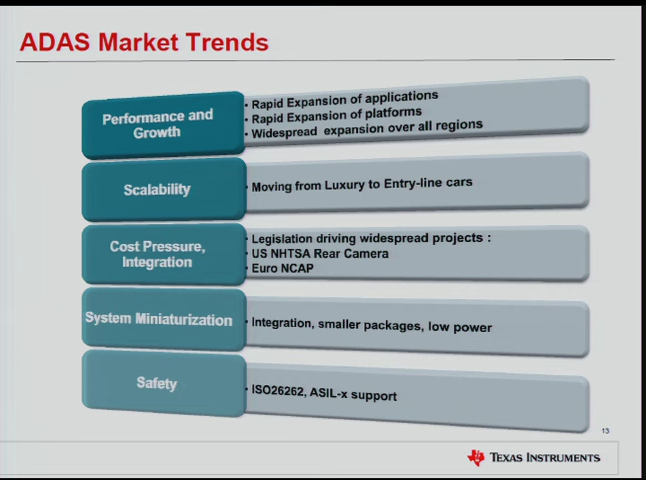 ADAS Market Trends
Performance and
Growth
• Rapid Expansion of applications
• Rapid Expansion of platforms
• Widespread expansion over all regions
Scalability
• Moving from Luxury to Entry-line cars
Cost Pressure,
Integration
• Legislation driving widespread projects :
• US NHTSA Rear Camera
• Euro NCAP
System Miniaturization
• Integration, smaller packages, low power
Safety
• ISO26262, ASIL-x support
13
TEXAS INSTRUMENTS